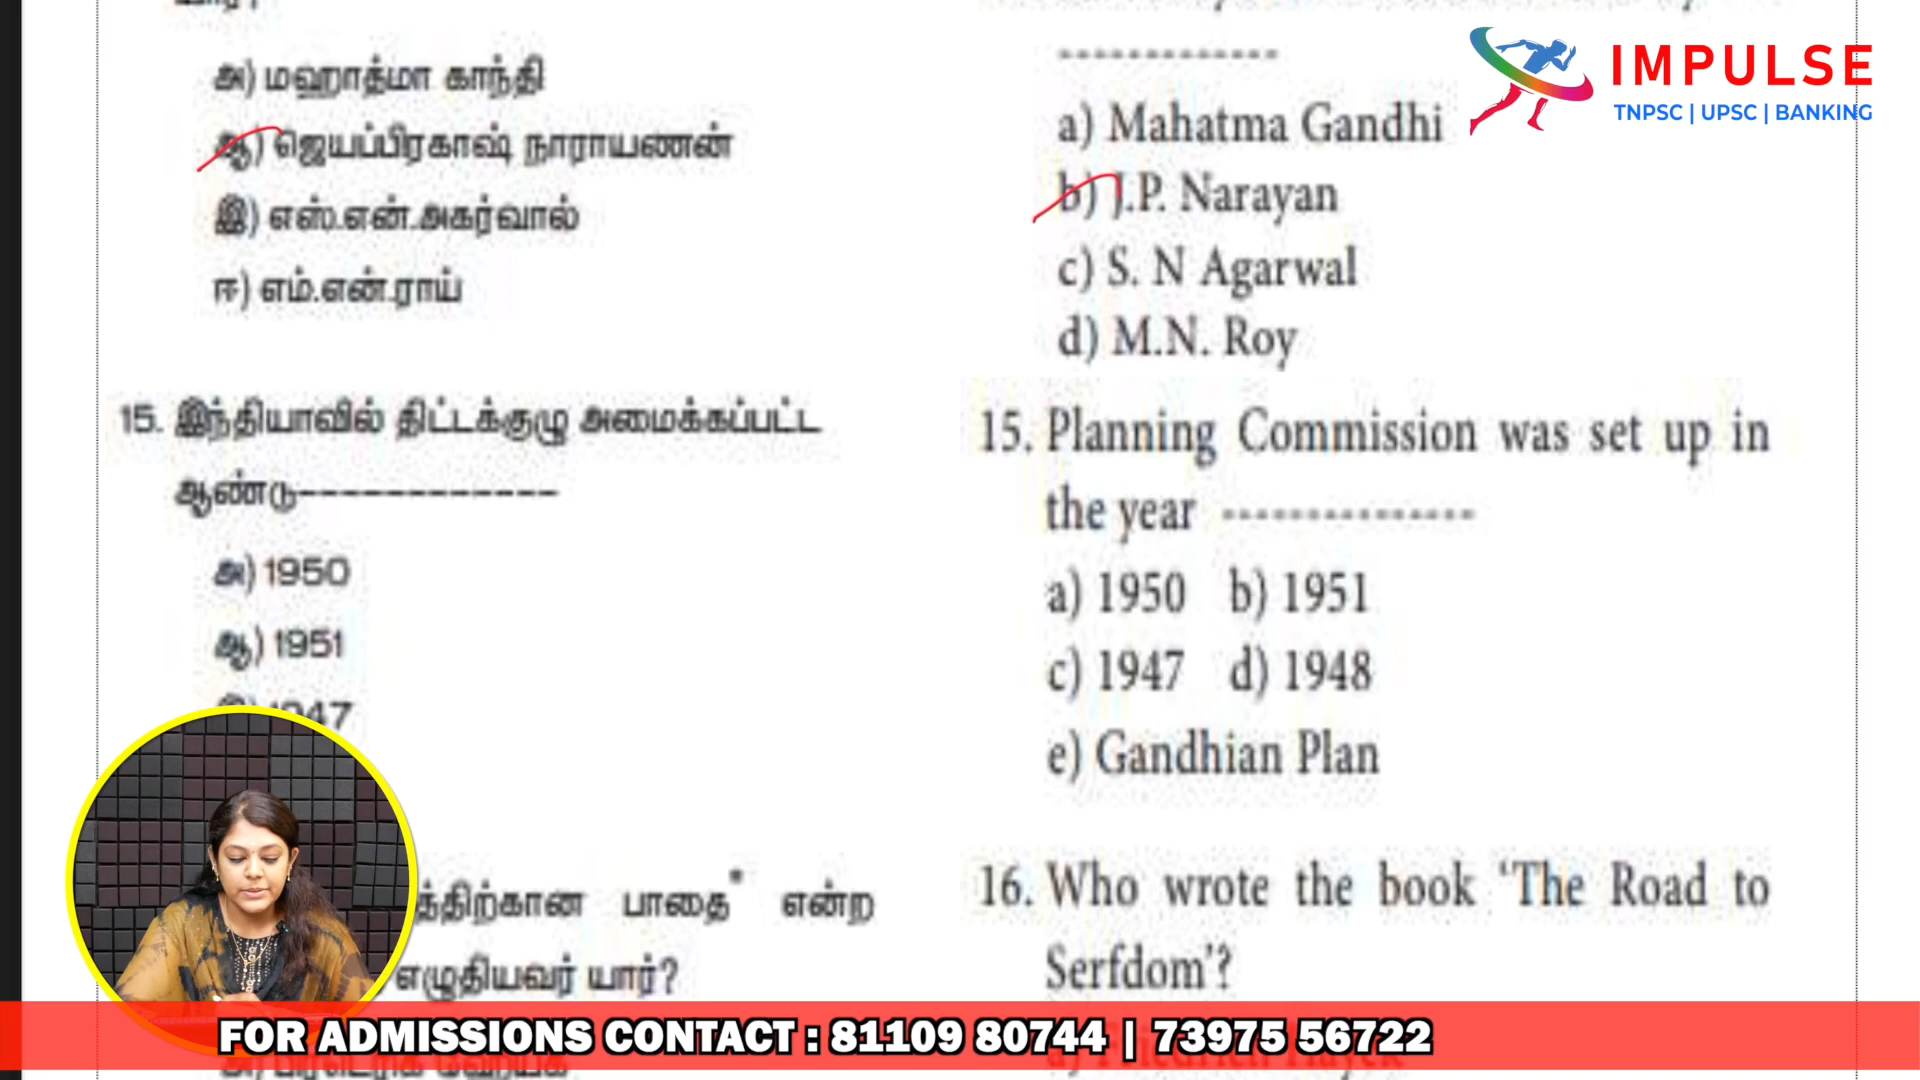 அ) மஹாத்மா காந்தி
ஆ) ஜெயப்பிரகாஷ் நாராயணன்
இ) எஸ்.என்.அகர்வால்
ஈ) எம்.என்.ராய்
15. இந்தியாவில் திட்டக்குழு அமைக்கப்பட்ட
ஆண்டு------------
அ) 1950
ஆ) 1951
இ) 1947
பாதை" என்ற
எழுதியவர் யார்?
-------------
a) Mahatma Gandhi
b) J.P. Narayan
c) S. N Agarwal
d) M.N. Roy
15. Planning Commission was set up in
the year ---------------
a) 1950 b) 1951
c) 1947 d) 1948
e) Gandhian Plan
16. Who wrote the book ‘The Road to
Serfdom’?
IMPULSE
TNPSC | UPSC | BANKING
FOR ADMISSIONS CONTACT : 81109 80744 | 73975 56722